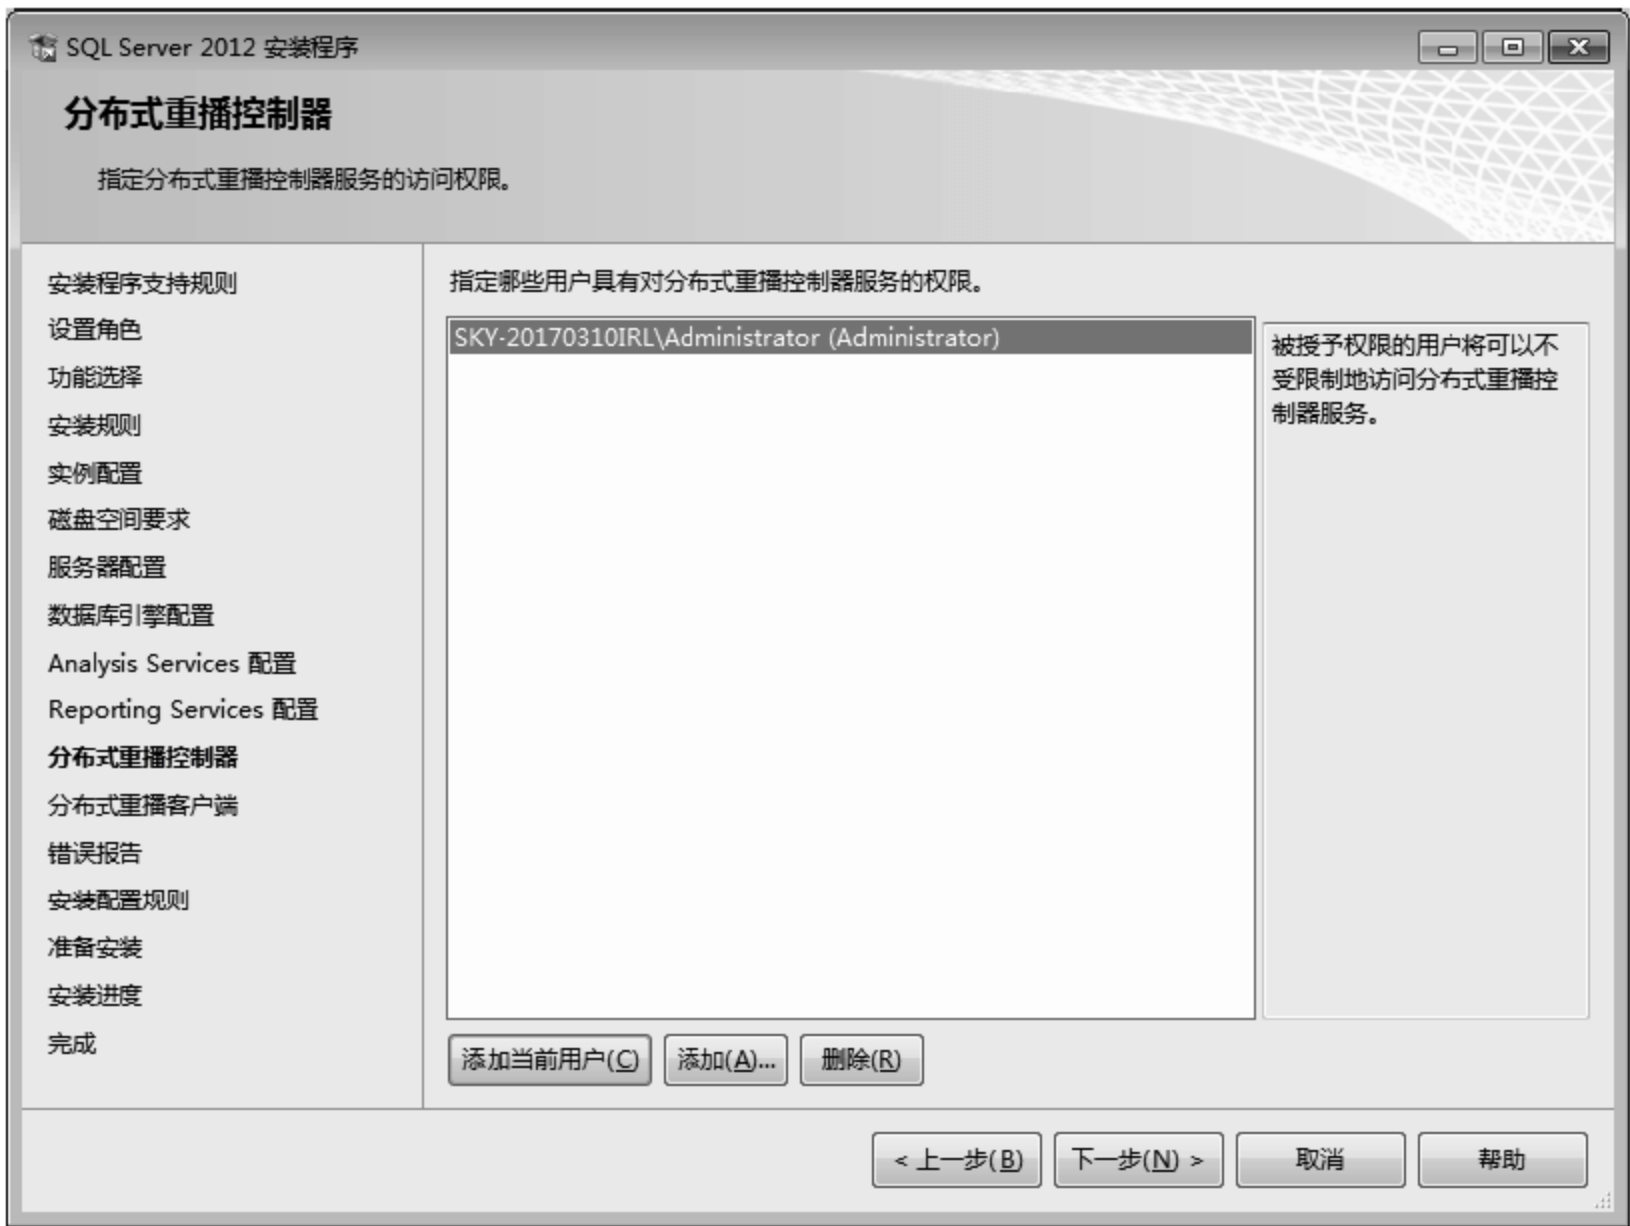 SQL Server 2012 安装程序
分布式重播控制器
指定分布式重播控制器服务的访问权限。
安装程序支持规则
设置角色
功能选择
安装规则
实例配置
磁盘空间要求
服务器配置
数据库引擎配置
Analysis Services 配置
Reporting Services 配置
分布式重播控制器
分布式重播客户端
错误报告
安装配置规则
准备安装
安装进度
完成
指定哪些用户具有对分布式重播控制器服务的权限。
SKY-20170310IRL\Administrator (Administrator)
被授予权限的用户将可以不
受限制地访问分布式重播控
制器服务。
添加当前用户(C) 添加(A)... 删除(R)
< 上一步(B) 下一步(N) > 取消 帮助